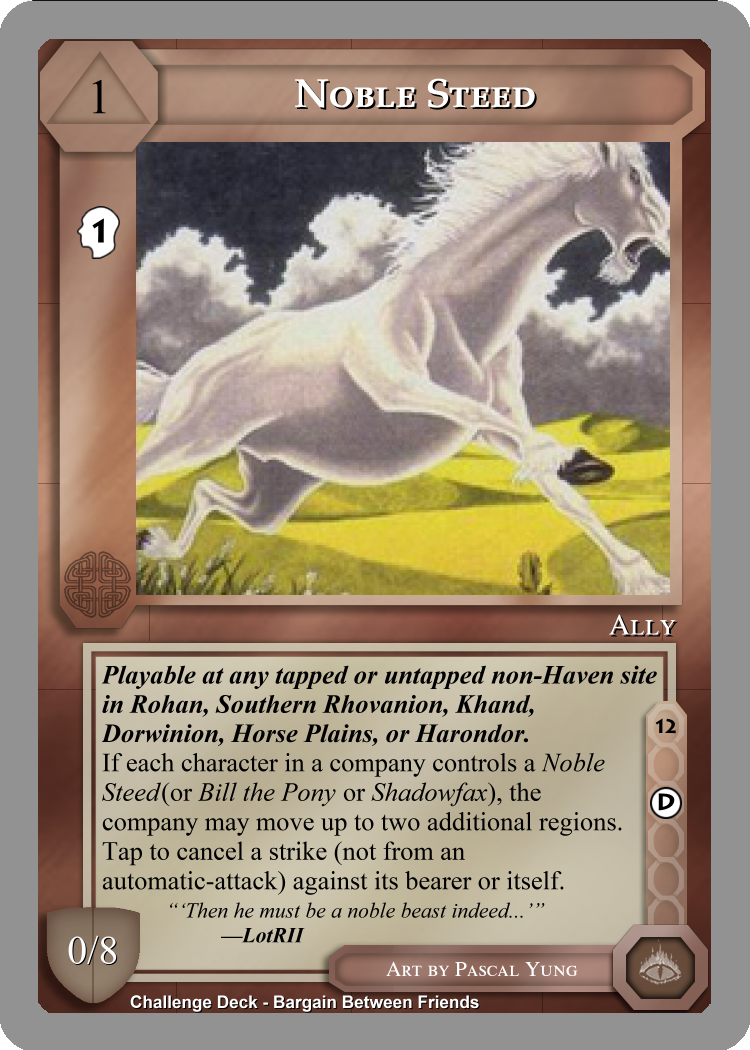 1
Noble Steed
1
Ally
Playable at any tapped or untapped non-Haven site
in Rohan, Southern Rhovanion, Khand,
Dorwinion, Horse Plains, or Harondor.
If each character in a company controls a Noble
Steed(or Bill the Pony or Shadowfax), the
company may move up to two additional regions.
Tap to cancel a strike (not from an
automatic-attack) against its bearer or itself.
"'Then he must be a noble beast indeed...'"
—LotRII
12
D
0/8
Art by Pascal Yung
Challenge Deck - Bargain Between Friends